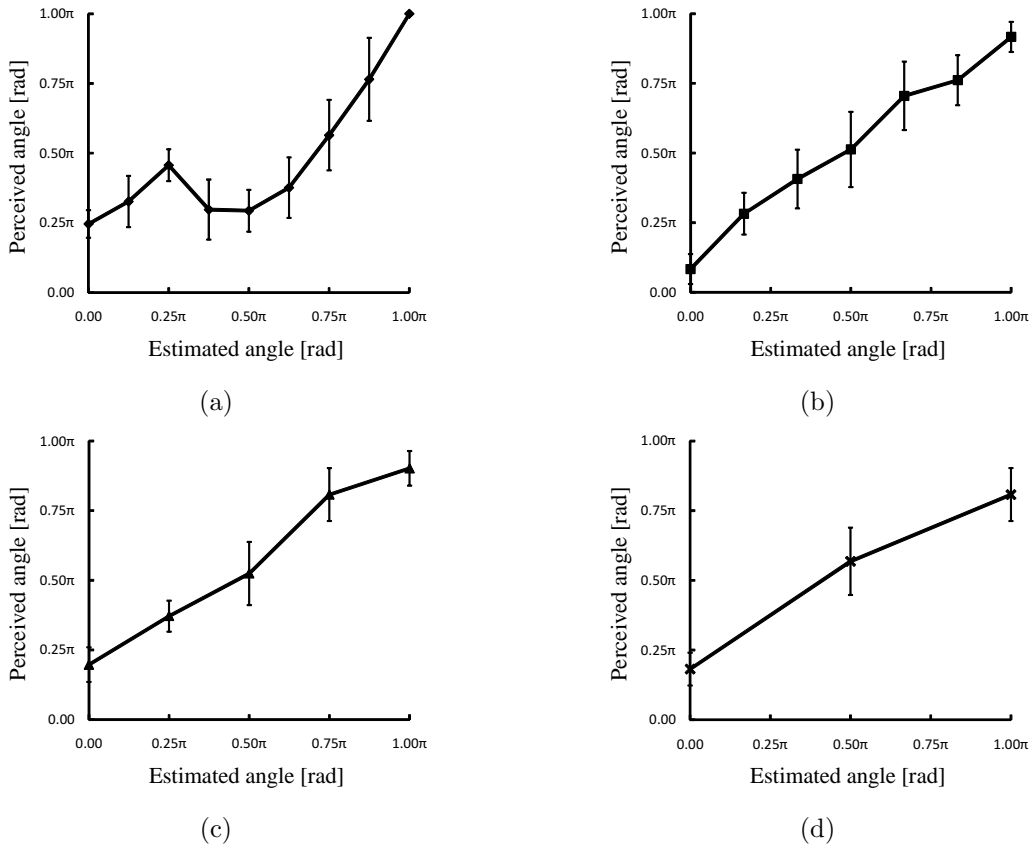 1.00π
0.75π
0.50π
0.25π
0.00
Perceived angle [rad]
0.00 0.25π 0.50π 0.75π 1.00π
Estimated angle [rad]
(a)
1.00π
0.75π
0.50π
0.25π
0.00
Perceived angle [rad]
0.00 0.25π 0.50π 0.75π 1.00π
Estimated angle [rad]
(b)
1.00π
0.75π
0.50π
0.25π
0.00
Perceived angle [rad]
0.00 0.25π 0.50π 0.75π 1.00π
Estimated angle [rad]
(c)
1.00π
0.75π
0.50π
0.25π
0.00
Perceived angle [rad]
0.00 0.25π 0.50π 0.75π 1.00π
Estimated angle [rad]
(d)